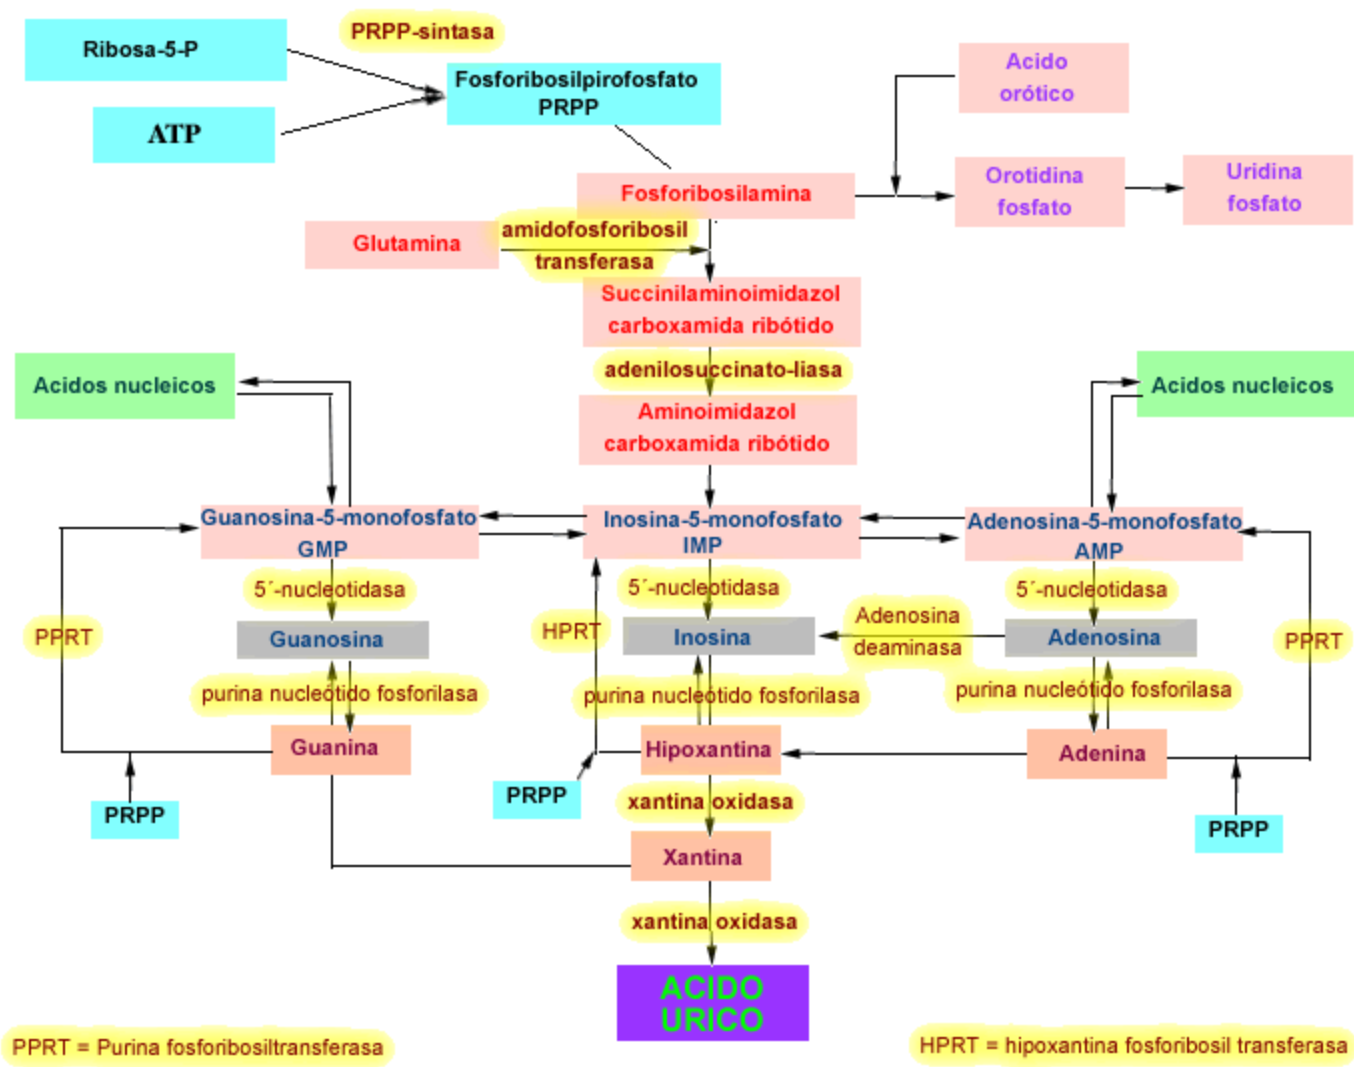 PRPP-sintasa
Ribosa-5-P
Fosforibosilpirofosfato
PRPP
ATP
Acido
orótico
Fosforibosilamina
Orotidina
fosfato
Uridina
fosfato
Glutamina
amidofosforibosil
transferasa
Succinilaminoimidazol
carboxamida ribótido
adenilosuccinato-liasa
Acidos nucleicos
Acidos nucleicos
Aminoimidazol
carboxamida ribótido
Guanosina-5-monofosfato
GMP
Inosina-5-monofosfato
IMP
Adenosina-5-monofosfato
AMP
5´-nucleotidasa
5´-nucleotidasa
5´-nucleotidasa
PPRT
Guanosina
HPRT
Inosina
Adenosina
deaminasa
Adenosina
PPRT
purina nucleótido fosforilasa
purina nucleótido fosforilasa
purina nucleótido fosforilasa
Guanina
Hipoxantina
Adenina
PRPP
PRPP
PRPP
xantina oxidasa
Xantina
xantina oxidasa
ACIDO
URICO
PPRT = Purina fosforibosiltransferasa
HPRT = hipoxantina fosforibosil transferasa